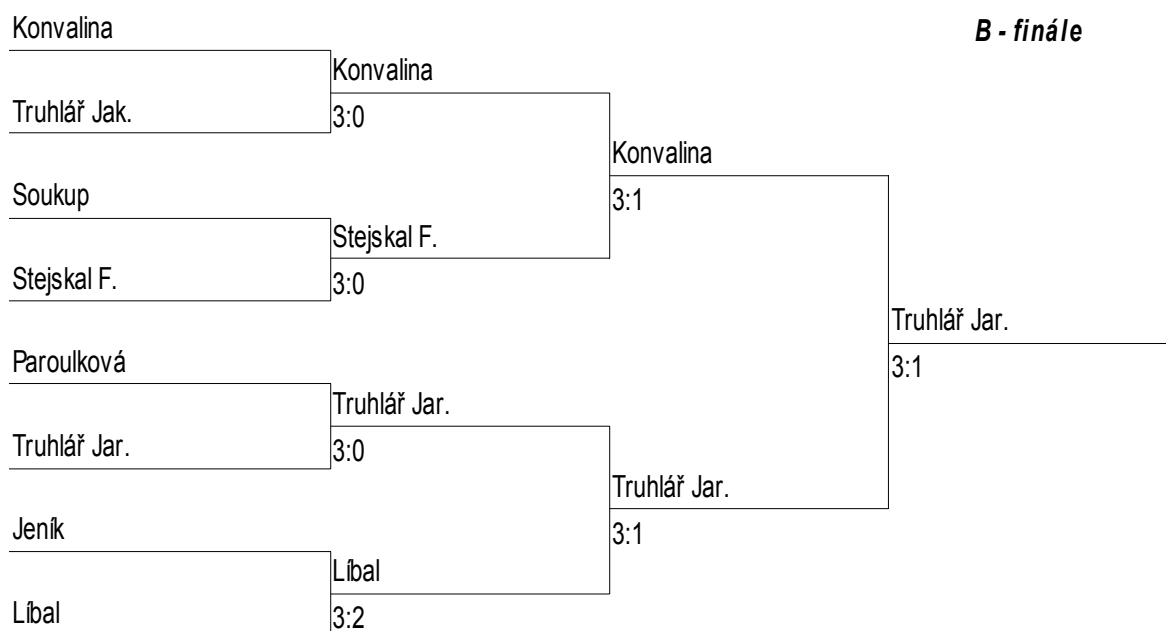 Konvalina
B - finále
Konvalina
Truhlář Jak.
3:0
Konvalina
Soukup
3:1
Stejskal F.
Stejskal F.
3:0
Truhlář Jar.
Paroulková
3:1
Truhlář Jar.
Truhlář Jar.
3:0
Truhlář Jar.
Jeník
3:1
Líbal
Líbal
3:2